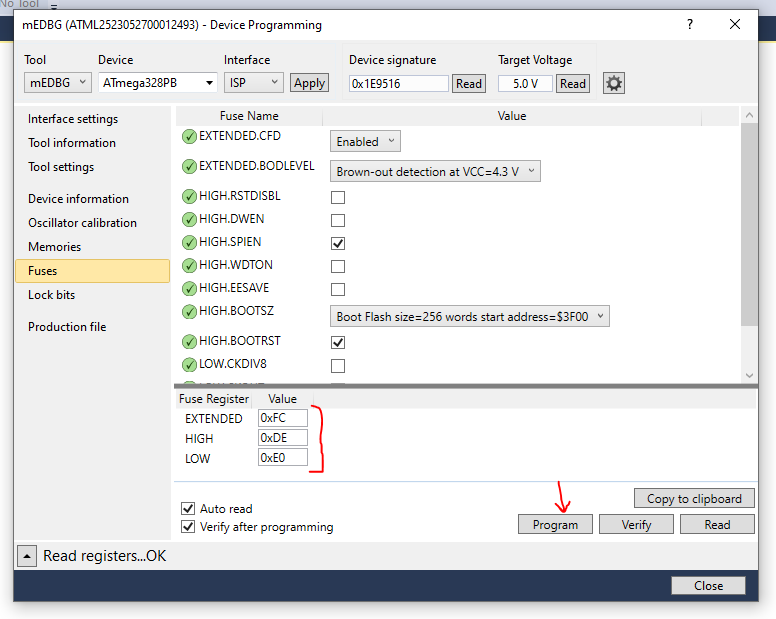 No Tool
mEDBG (ATML2523052700012493) - Device Programming
Tool Device Interface Device signature Target Voltage
mEDBG ATmega328PB ISP Apply 0x1E9516 Read 5.0 V Read
Interface settings
Tool information
Tool settings
Device information
Oscillator calibration
Memories
Fuses
Lock bits
Production file
Fuse Name Value
EXTENDED.CFD Enabled
EXTENDED.BODLEVEL Brown-out detection at VCC=4.3 V
HIGH.RSTDISBL
HIGH.DWEN
HIGH.SPIEN
HIGH.WDTON
HIGH.EESAVE
HIGH.BOOTSZ Boot Flash size=256 words start address=$3F00
HIGH.BOOTRST
LOW.CKDIV8
Fuse Register Value
EXTENDED 0xFC
HIGH 0xDE
LOW 0xE0
Copy to clipboard
Auto read
Verify after programming
Program Verify Read
Read registers...OK
Close